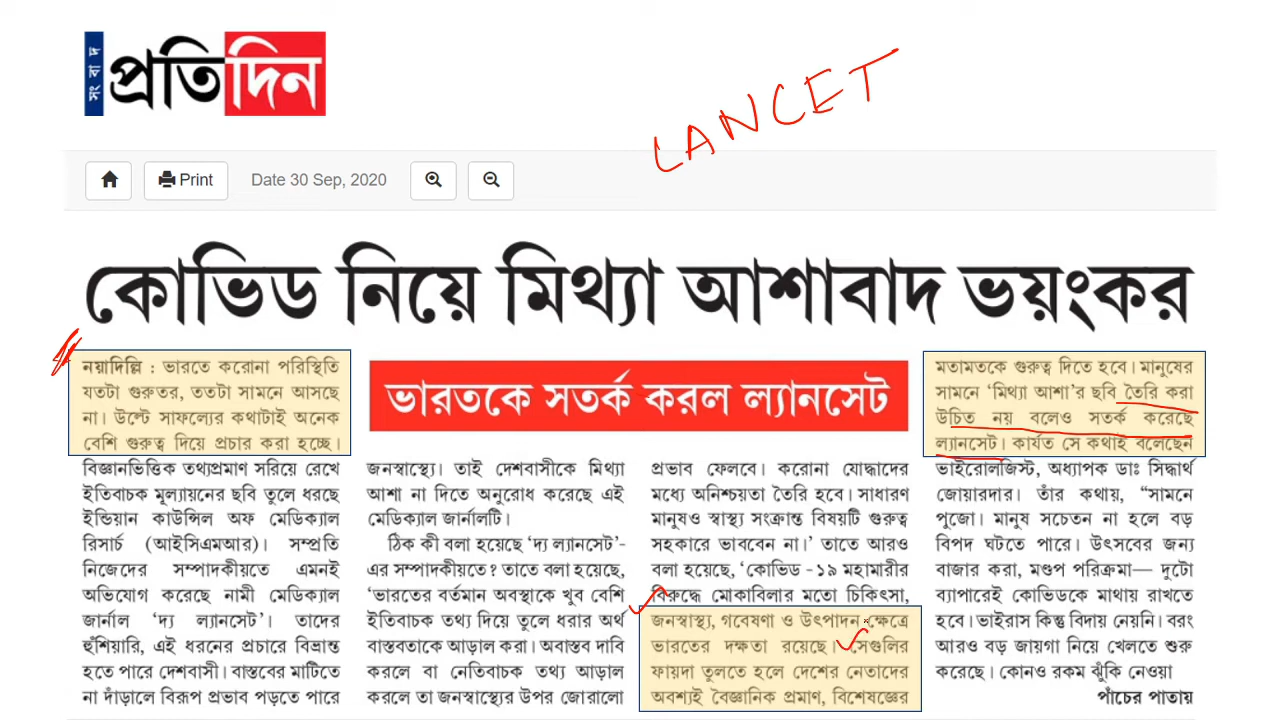 সংবাদ প্রতিদিন
LANCET
Print Date 30 Sep, 2020
কোভিড নিয়ে মিথ্যা আশাবাদ ভয়ংকর
ভারতকে সতর্ক করল ল্যানসেট
নয়াদিল্লি : ভারতে করোনা পরিস্থিতি
যতটা গুরুতর, ততটা সামনে আসছে
না। উল্টে সাফল্যের কথাটাই অনেক
বেশি গুরুত্ব দিয়ে প্রচার করা হচ্ছে।
বিজ্ঞানভিত্তিক তথ্যপ্রমাণ সরিয়ে রেখে
ইতিবাচক মূল্যায়নের ছবি তুলে ধরছে
ইন্ডিয়ান কাউন্সিল অফ মেডিক্যাল
রিসার্চ (আইসিএমআর)। সম্প্রতি
নিজেদের সম্পাদকীয়তে এমনই
অভিযোগ করেছে নামী মেডিক্যাল
জার্নাল ‘দ্য ল্যানসেট’। তাদের
হুঁশিয়ারি, এই ধরনের প্রচারে বিভ্রান্ত
হতে পারে দেশবাসী। বাস্তবের মাটিতে
না দাঁড়ালে বিরূপ প্রভাব পড়তে পারে
জনস্বাস্থ্যে। তাই দেশবাসীকে মিথ্যা
আশা না দিতে অনুরোধ করেছে এই
মেডিক্যাল জার্নালটি।
ঠিক কী বলা হয়েছে ‘দ্য ল্যানসেট’-
এর সম্পাদকীয়তে? তাতে বলা হয়েছে,
‘ভারতের বর্তমান অবস্থাকে খুব বেশি
ইতিবাচক তথ্য দিয়ে তুলে ধরার অর্থ
বাস্তবতাকে আড়াল করা। অবাস্তব দাবি
করলে বা নেতিবাচক তথ্য আড়াল
করলে তা জনস্বাস্থ্যের উপর জোরালো
প্রভাব ফেলবে। করোনা যোদ্ধাদের
মধ্যে অনিশ্চয়তা তৈরি হবে। সাধারণ
মানুষও স্বাস্থ্য সংক্রান্ত বিষয়টি গুরুত্ব
সহকারে ভাববেন না।’ তাতে আরও
বলা হয়েছে, ‘কোভিড -১৯ মহামারীর
বিরুদ্ধে মোকাবিলার মতো চিকিৎসা,
জনস্বাস্থ্য, গবেষণা ও উৎপাদন ক্ষেত্রে
ভারতের দক্ষতা রয়েছে। সেগুলির
ফায়দা তুলতে হলে দেশের নেতাদের
অবশ্যই বৈজ্ঞানিক প্রমাণ, বিশেষজ্ঞের
মতামতকে গুরুত্ব দিতে হবে। মানুষের
সামনে ‘মিথ্যা আশা’র ছবি তৈরি করা
উচিত নয় বলেও সতর্ক করেছে
ল্যানসেট। কার্যত সে কথাই বলেছেন
ভাইরোলজিস্ট, অধ্যাপক ডাঃ সিদ্ধার্থ
জোয়ারদার। তাঁর কথায়, “সামনে
পুজো। মানুষ সচেতন না হলে বড়
বিপদ ঘটতে পারে। উৎসবের জন্য
বাজার করা, মণ্ডপ পরিক্রমা— দুটো
ব্যাপারেই কোভিডকে মাথায় রাখতে
হবে। ভাইরাস কিন্তু বিদায় নেয়নি। বরং
আরও বড় জায়গা নিয়ে খেলতে শুরু
করেছে। কোনও রকম ঝুঁকি নেওয়া
পাঁচের পাতায়